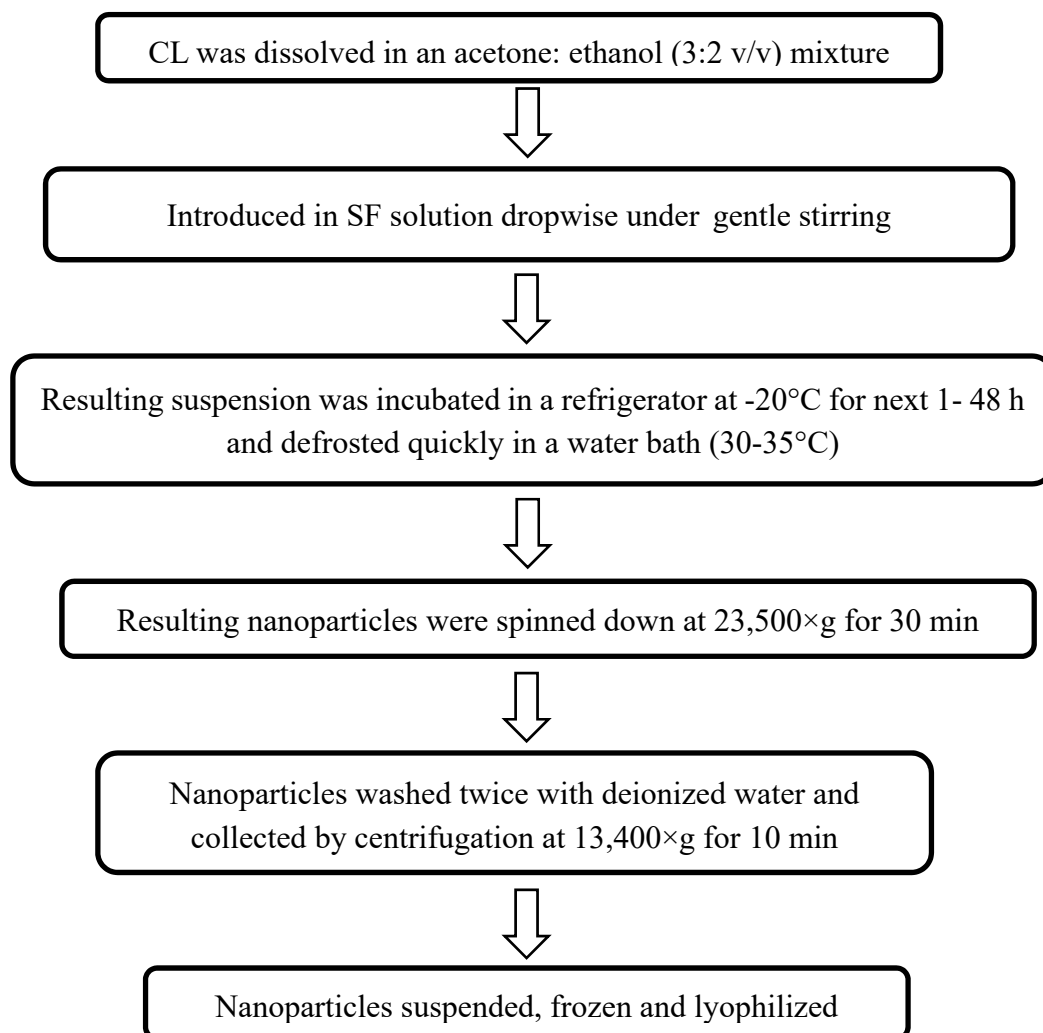 CL was dissolved in an acetone: ethanol (3:2 v/v) mixture
Introduced in SF solution dropwise under gentle stirring
Resulting suspension was incubated in a refrigerator at -20°C for next 1- 48 h
and defrosted quickly in a water bath (30-35°C)
Resulting nanoparticles were spinned down at 23,500×g for 30 min
Nanoparticles washed twice with deionized water and
collected by centrifugation at 13,400×g for 10 min
Nanoparticles suspended, frozen and lyophilized